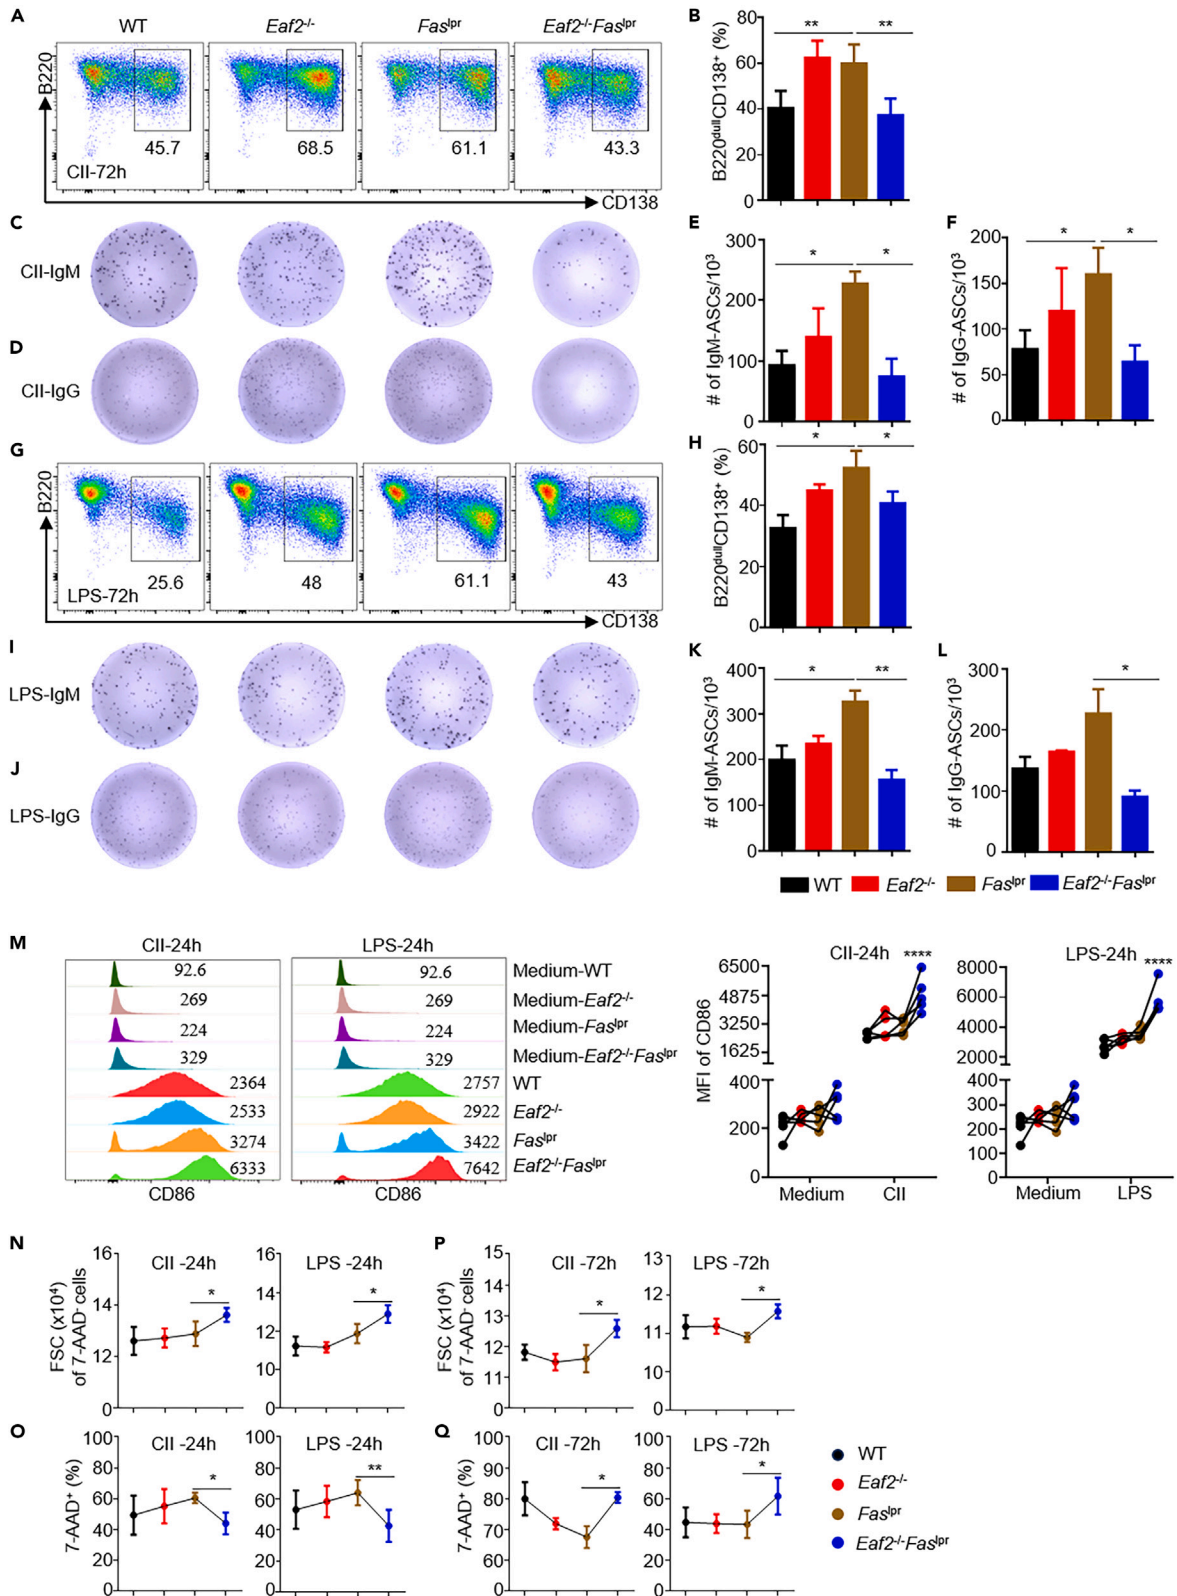 A
WT
Eaf2-/-
Faslpr
Eaf2-/-Faslpr
B220
45.7
68.5
61.1
43.3
CII-72h
CD138
B
B220dullCD138+ (%)
80
60
40
20
0
**
**
C
CII-IgM
D
CII-IgG
E
# of IgM-ASCs/10³
300
200
100
0
*
*
F
# of IgG-ASCs/10³
200
150
100
50
0
*
*
G
B220
25.6
48
61.1
43
LPS-72h
CD138
H
B220dullCD138+ (%)
60
40
20
0
*
*
I
LPS-IgM
J
LPS-IgG
K
# of IgM-ASCs/10³
400
300
200
100
0
*
**
L
# of IgG-ASCs/10³
300
200
100
0
*
WT
Eaf2-/-
Faslpr
Eaf2-/-Faslpr
M
CII-24h
LPS-24h
92.6
92.6
Medium-WT
269
269
Medium-Eaf2-/-
224
224
Medium-Faslpr
329
329
Medium-Eaf2-/-Faslpr
2364
2757
WT
2533
2922
Eaf2-/-
3274
3422
Faslpr
6333
7642
Eaf2-/-Faslpr
CD86
CD86
MFI of CD86
CII-24h
****
6500
4875
3250
1625
400
200
0
Medium
CII
LPS-24h
****
8000
6000
4000
2000
400
300
200
100
0
Medium
LPS
N
FSC (x10⁴)
of 7-AAD- cells
CII -24h
16
14
12
0
*
LPS -24h
16
14
12
10
0
*
P
FSC (x10⁴)
of 7-AAD- cells
CII -72h
15
14
13
12
11
0
*
LPS -72h
13
12
11
10
0
*
O
7-AAD+ (%)
CII -24h
100
80
60
40
20
0
*
LPS -24h
100
80
60
40
20
0
**
Q
7-AAD+ (%)
CII -72h
100
90
80
70
60
0
*
LPS -72h
100
80
60
40
20
0
*
WT
Eaf2-/-
Faslpr
Eaf2-/-Faslpr